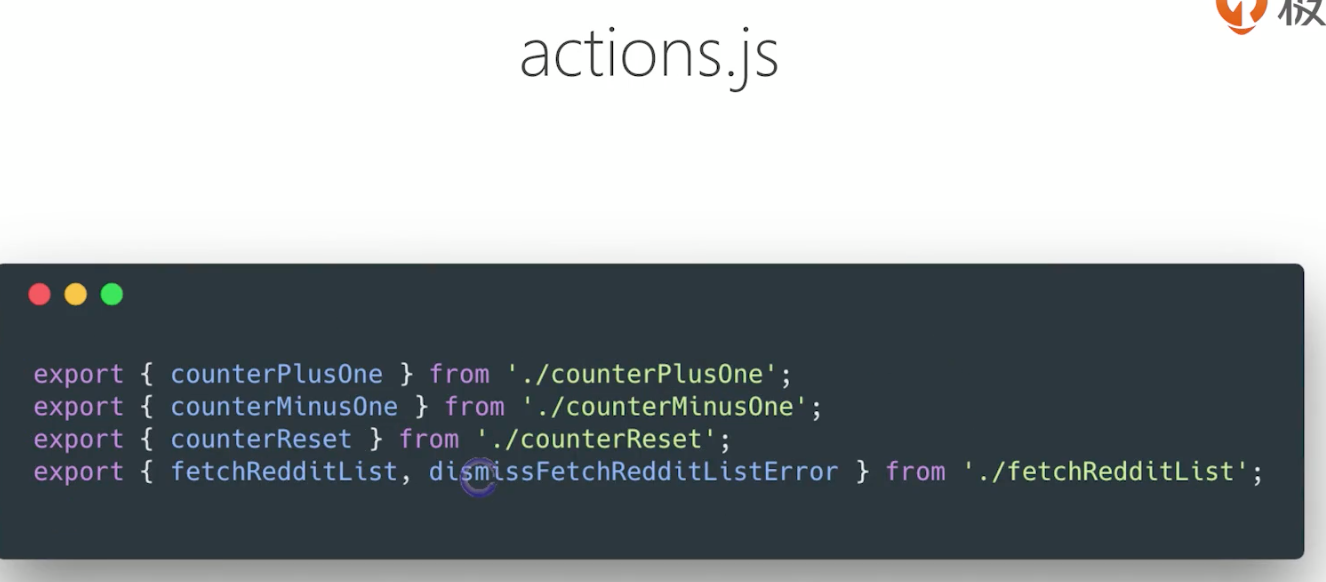 极
actions.js
export { counterPlusOne } from './counterPlusOne';
export { counterMinusOne } from './counterMinusOne';
export { counterReset } from './counterReset';
export { fetchRedditList, dismissFetchRedditListError } from './fetchRedditList';